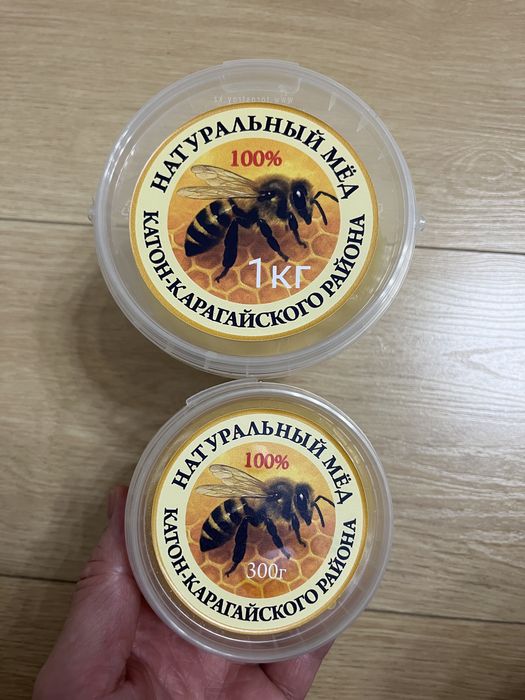 НАТУРАЛЬНЫЙ МЁД
100%
1кг
КАТОН-КАРАГАЙСКОГО РАЙОНА
НАТУРАЛЬНЫЙ МЁД
100%
300г
КАТОН-КАРАГАЙСКОГО РАЙОНА